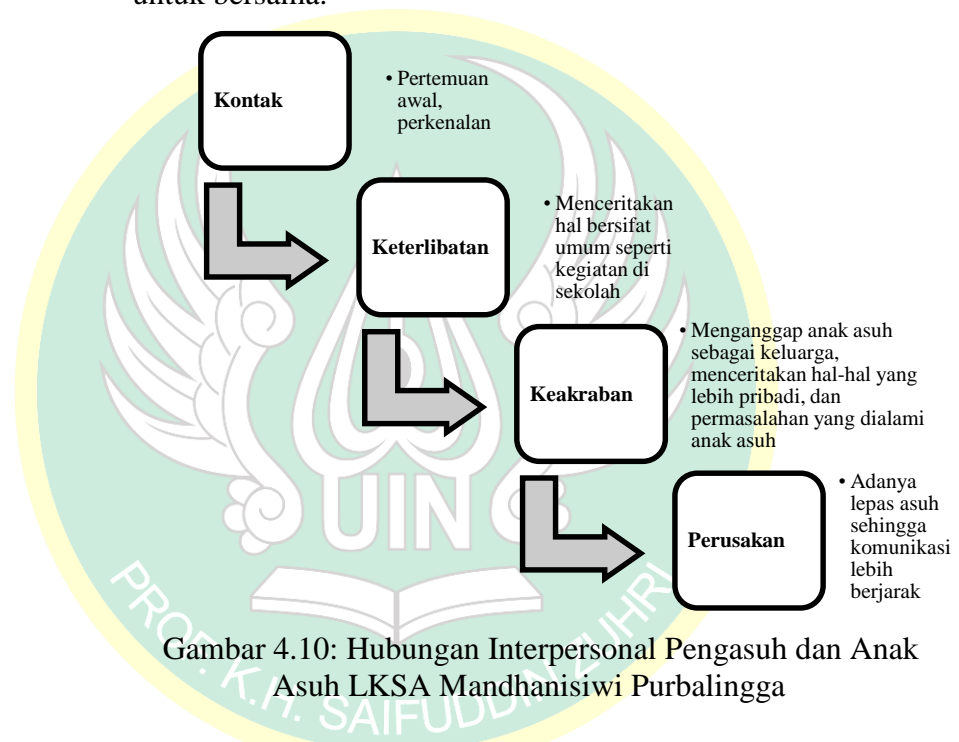 untuk bersama.
Kontak
• Pertemuan
awal,
perkenalan
Keterlibatan
• Menceritakan
hal bersifat
umum seperti
kegiatan di
sekolah
Keakraban
• Menganggap anak asuh
sebagai keluarga,
menceritakan hal-hal yang
lebih pribadi, dan
permasalahan yang dialami
anak asuh
Perusakan
• Adanya
lepas asuh
sehingga
komunikasi
lebih
berjarak
UIN
PROF. K.H. SAIFUDDIN ZUHRI
Gambar 4.10: Hubungan Interpersonal Pengasuh dan Anak
Asuh LKSA Mandhanisiwi Purbalingga